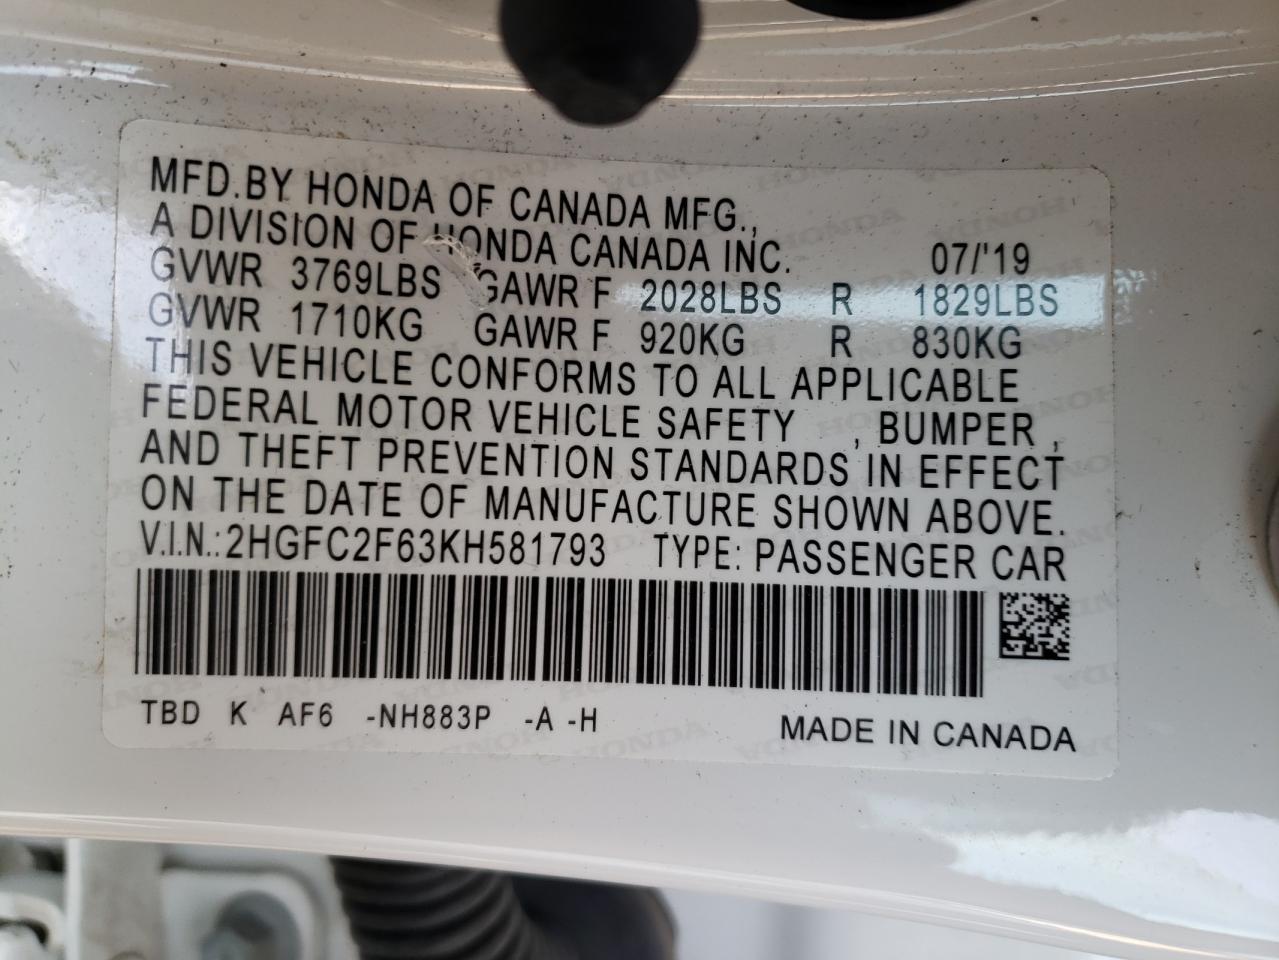 MFD.BY HONDA OF CANADA MFG.,
A DIVISION OF HONDA CANADA INC. 07/'19
GVWR 3769LBS GAWR F 2028LBS R 1829LBS
GVWR 1710KG GAWR F 920KG R 830KG
THIS VEHICLE CONFORMS TO ALL APPLICABLE
FEDERAL MOTOR VEHICLE SAFETY , BUMPER ,
AND THEFT PREVENTION STANDARDS IN EFFECT
ON THE DATE OF MANUFACTURE SHOWN ABOVE.
V.I.N.:2HGFC2F63KH581793 TYPE: PASSENGER CAR
TBD K AF6 -NH883P -A -H MADE IN CANADA